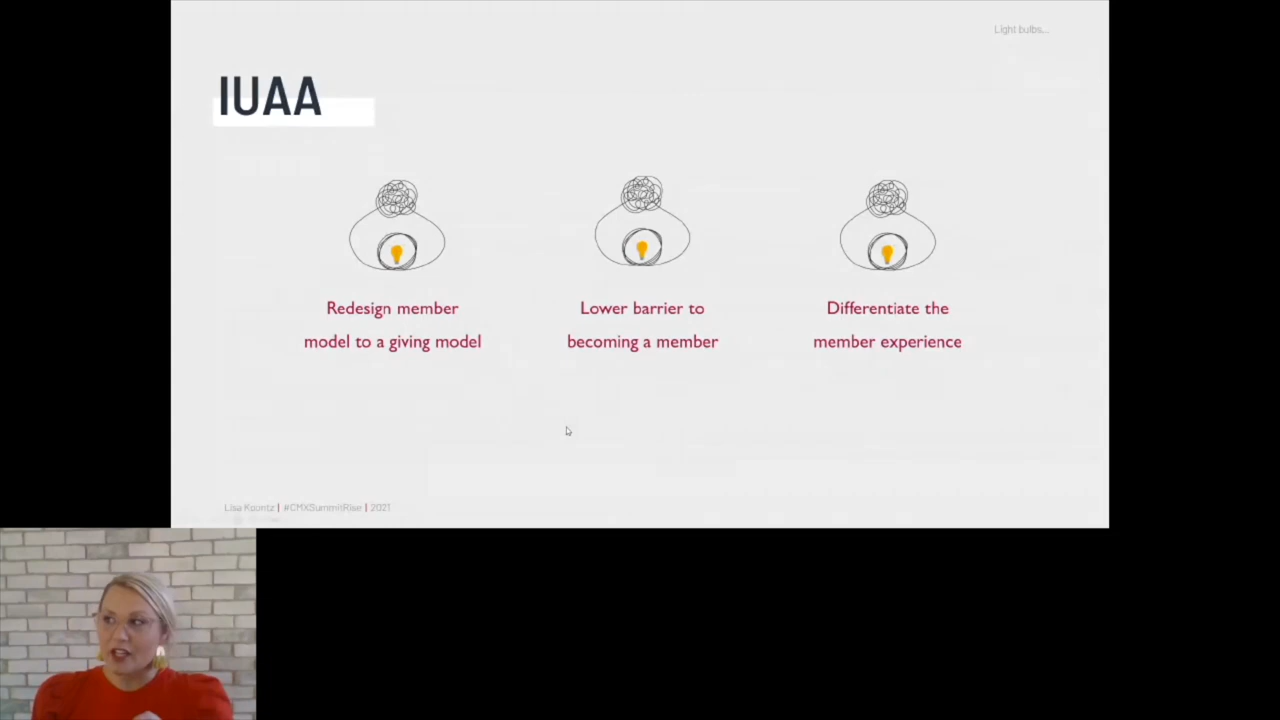 Light bulbs...
IUAA
Redesign member
model to a giving model
Lower barrier to
becoming a member
Differentiate the
member experience
Lisa Kountz | #CMXSummitRise | 2021